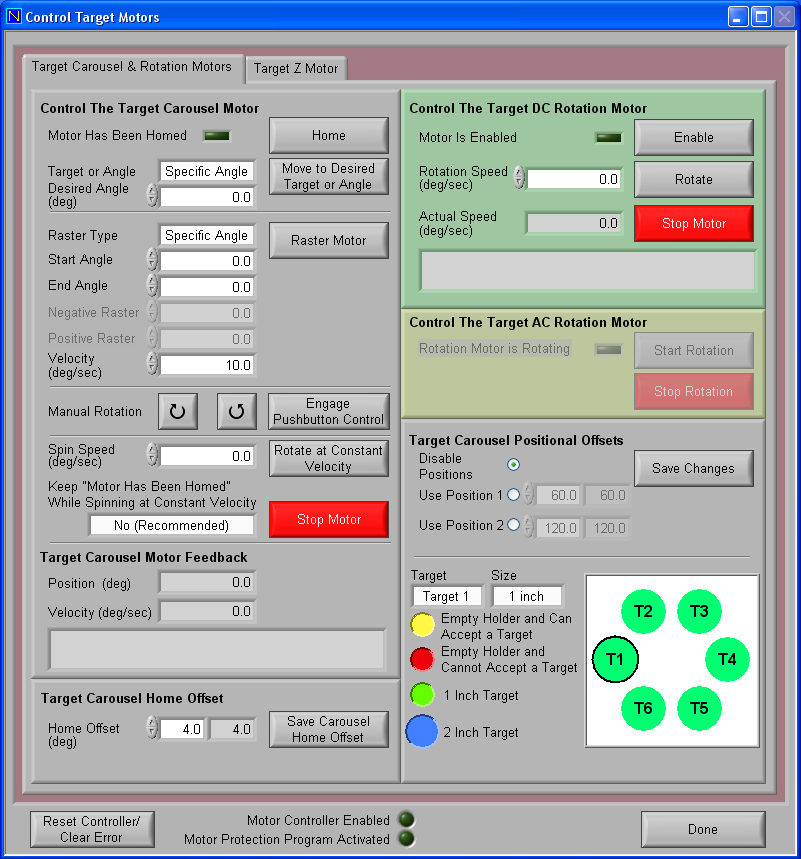 Control Target Motors
Target Carousel & Rotation Motors
Target Z Motor
Control The Target Carousel Motor
Motor Has Been Homed
Home
Target or Angle
Specific Angle
Move to Desired
Target or Angle
Desired Angle
(deg)
0.0
Raster Type
Specific Angle
Raster Motor
Start Angle
0.0
End Angle
0.0
Negative Raster
0.0
Positive Raster
0.0
Velocity
(deg/sec)
10.0
Manual Rotation
Engage
Pushbutton Control
Spin Speed
(deg/sec)
0.0
Rotate at Constant
Velocity
Keep "Motor Has Been Homed"
While Spinning at Constant Velocity
No (Recommended)
Stop Motor
Target Carousel Motor Feedback
Position (deg)
0.0
Velocity (deg/sec)
0.0
Target Carousel Home Offset
Home Offset
(deg)
4.0
4.0
Save Carousel
Home Offset
Control The Target DC Rotation Motor
Motor Is Enabled
Enable
Rotation Speed
(deg/sec)
0.0
Rotate
Actual Speed
(deg/sec)
0.0
Stop Motor
Control The Target AC Rotation Motor
Rotation Motor is Rotating
Start Rotation
Stop Rotation
Target Carousel Positional Offsets
Disable
Positions
Save Changes
Use Position 1
60.0
60.0
Use Position 2
120.0
120.0
Target
Size
Target 1
1 inch
Empty Holder and Can
Accept a Target
Empty Holder and
Cannot Accept a Target
1 Inch Target
2 Inch Target
T2
T3
T1
T4
T6
T5
Reset Controller/
Clear Error
Motor Controller Enabled
Motor Protection Program Activated
Done